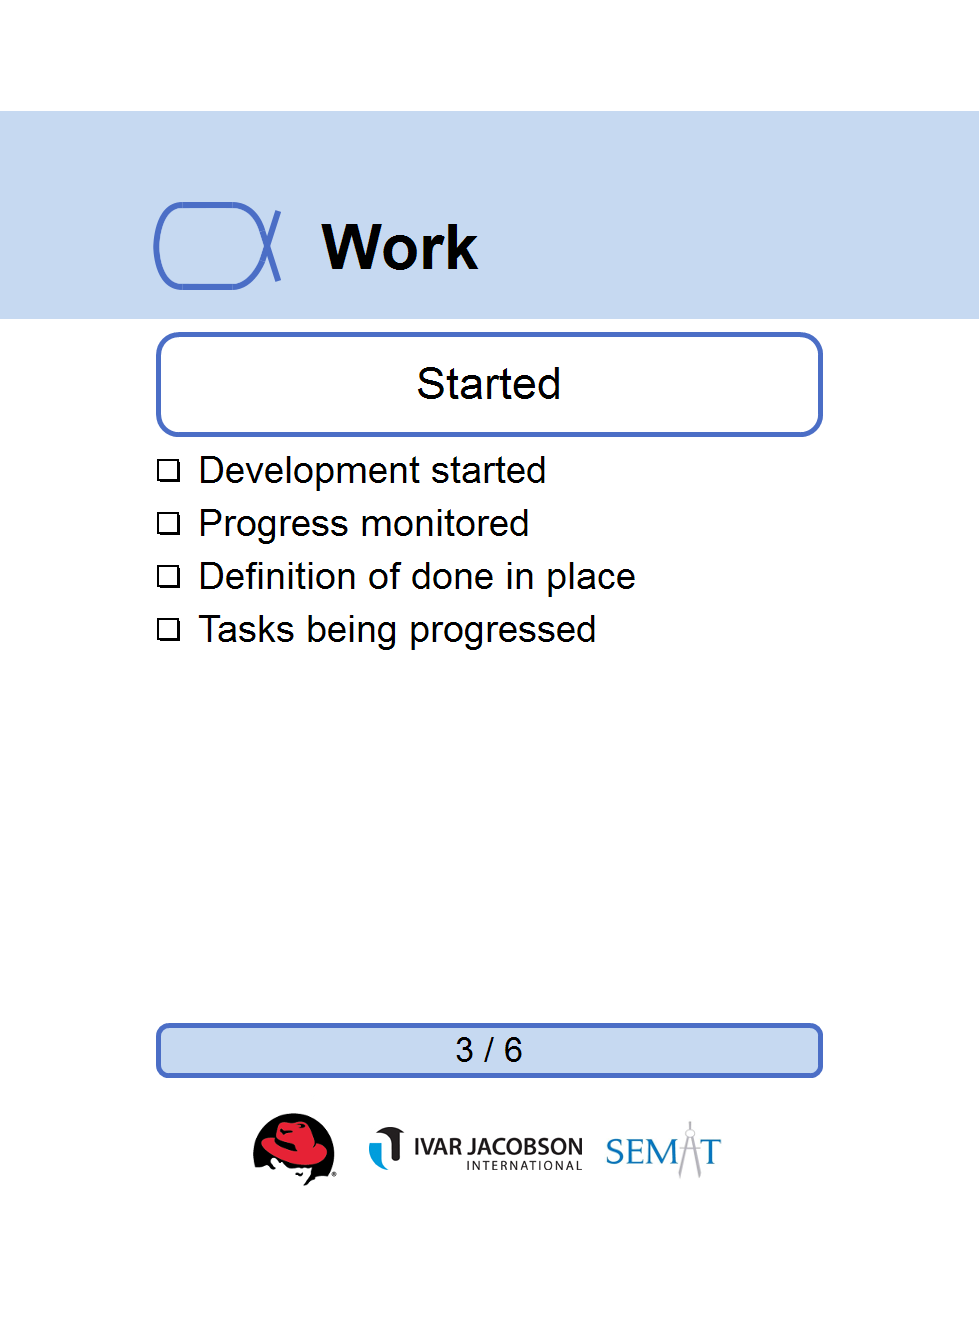 Work
Started
Development started
Progress monitored
Definition of done in place
Tasks being progressed
3 / 6
IVAR JACOBSON
INTERNATIONAL
SEMAT